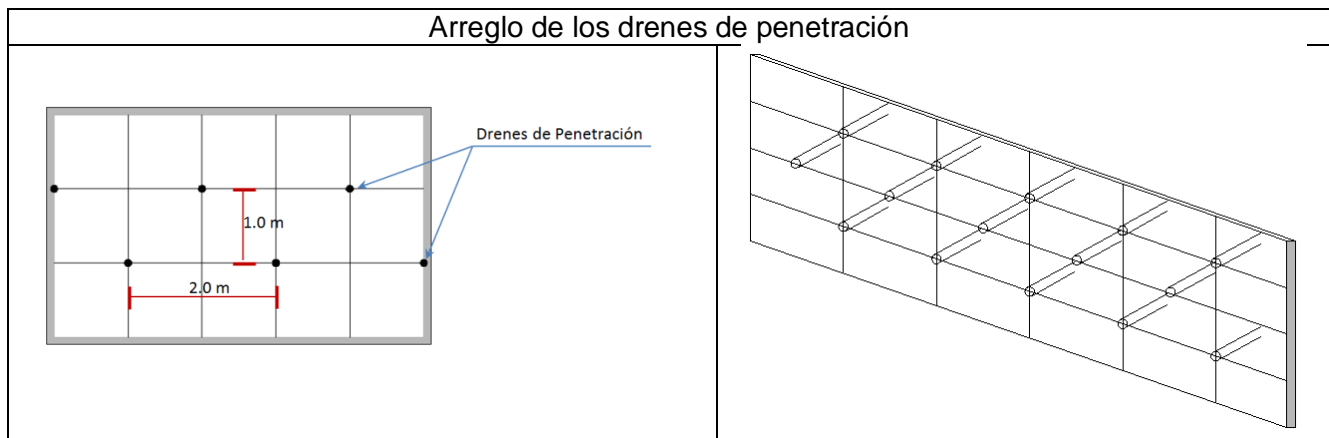 Arreglo de los drenes de penetración
Drenes de Penetración
1.0 m
2.0 m